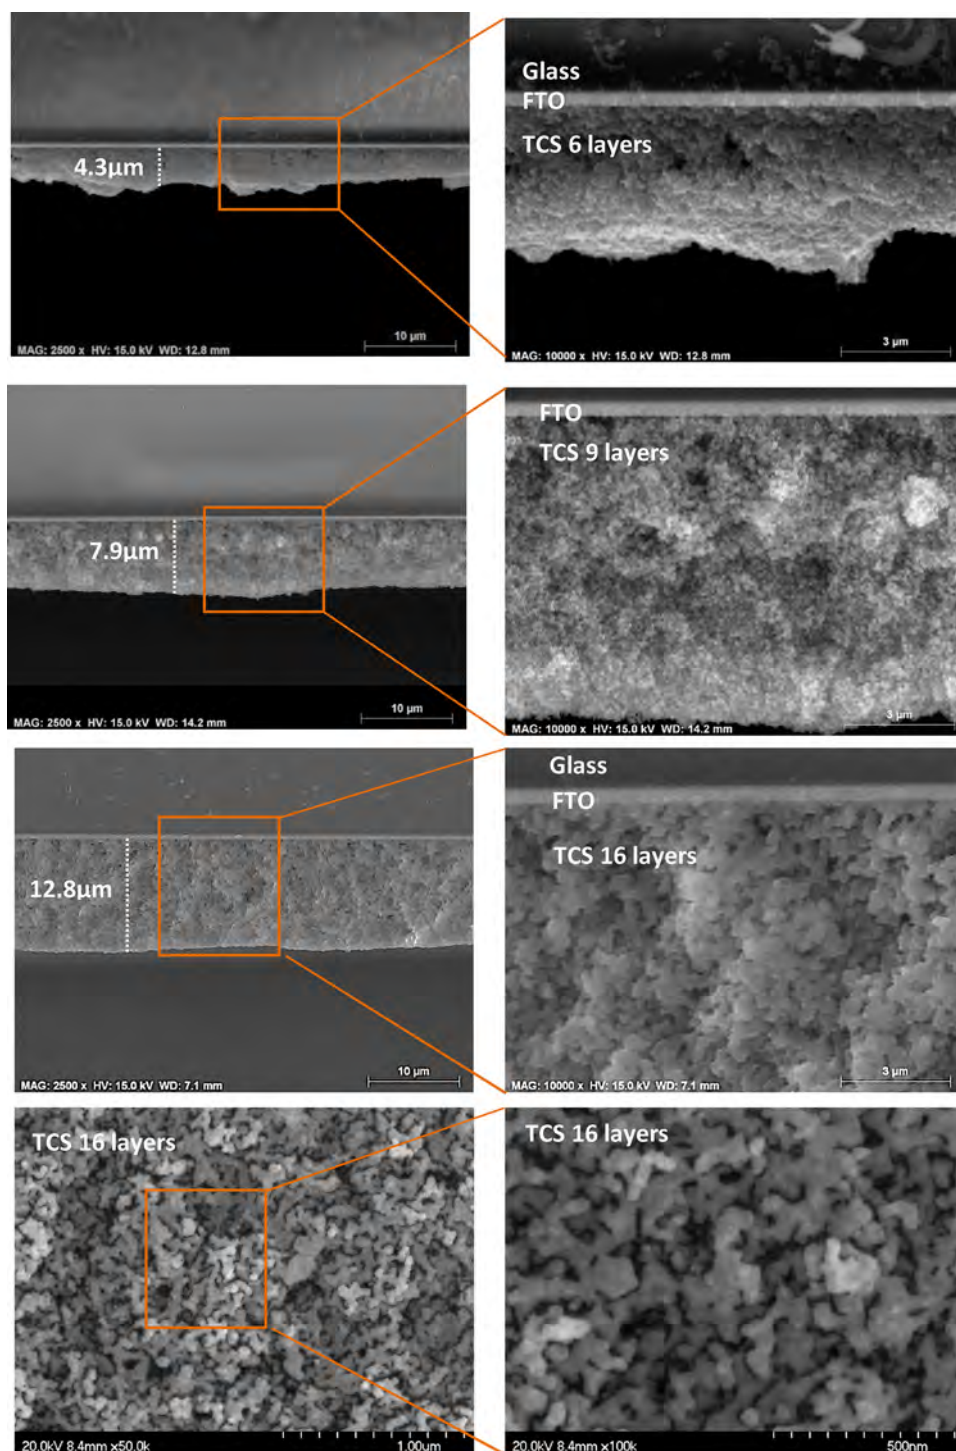 4.3µm
10 µm
MAG: 2500 x HV: 15.0 kV WD: 12.8 mm
Glass
FTO
TCS 6 layers
3 µm
MAG: 10000 x HV: 15.0 kV WD: 12.8 mm
7.9µm
10 µm
MAG: 2500 x HV: 15.0 kV WD: 14.2 mm
FTO
TCS 9 layers
3 µm
MAG: 10000 x HV: 15.0 kV WD: 14.2 mm
12.8µm
10 µm
MAG: 2500 x HV: 15.0 kV WD: 7.1 mm
Glass
FTO
TCS 16 layers
3 µm
MAG: 10000 x HV: 15.0 kV WD: 7.1 mm
TCS 16 layers
20.0kV 8.4mm x50.0k
1.00um
TCS 16 layers
20.0kV 8.4mm x100k
500nm